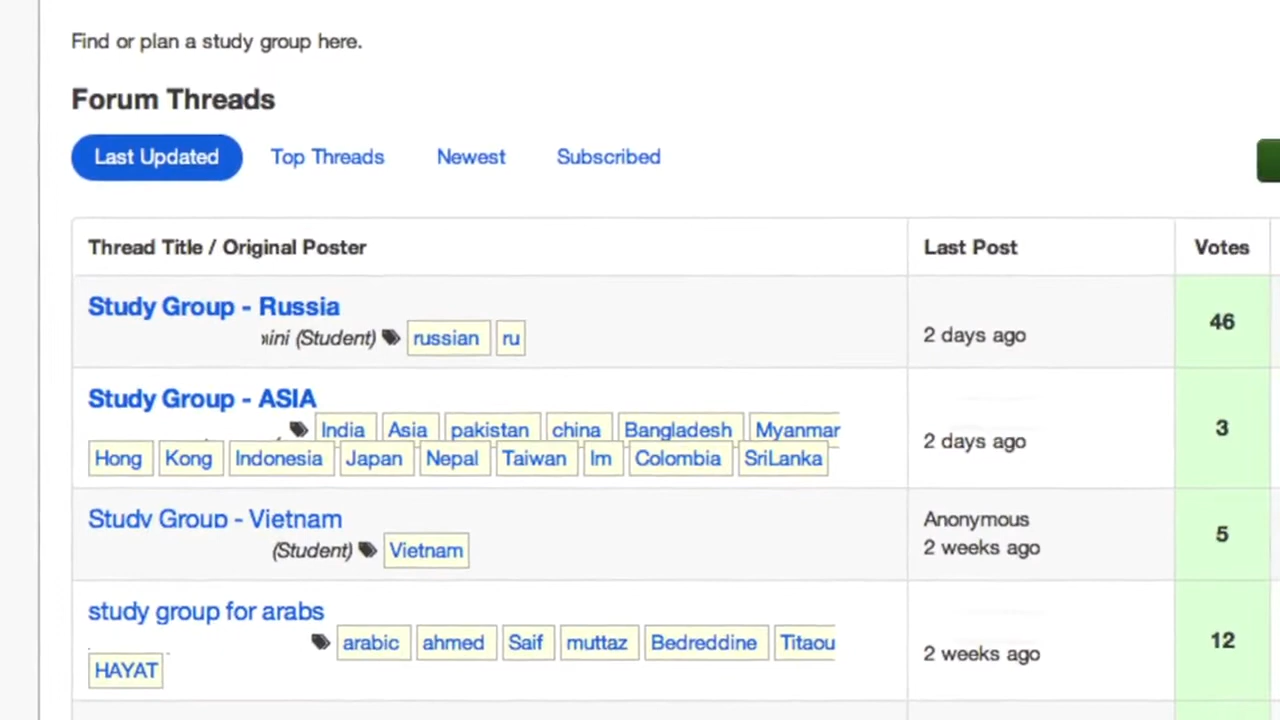 Find or plan a study group here.
Forum Threads
Last Updated Top Threads Newest Subscribed
Thread Title / Original Poster Last Post Votes
Study Group - Russia
(Student) russian ru 2 days ago 46
Study Group - ASIA
India Asia pakistan china Bangladesh Myanmar
Hong Kong Indonesia Japan Nepal Taiwan Im Colombia SriLanka 2 days ago 3
Study Group - Vietnam Anonymous
(Student) Vietnam 2 weeks ago 5
study group for arabs
arabic ahmed Saif muttaz Bedreddine Titaou
HAYAT 2 weeks ago 12